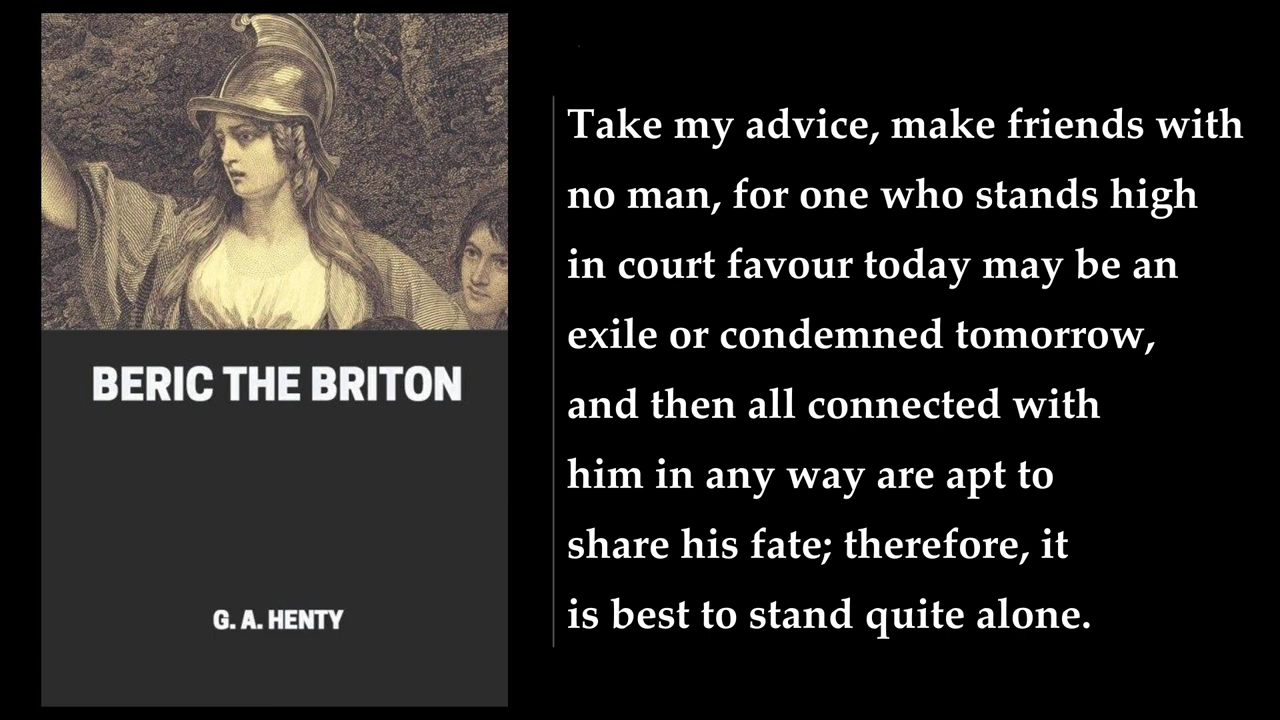 BERIC THE BRITON
G. A. HENTY
Take my advice, make friends with
no man, for one who stands high
in court favour today may be an
exile or condemned tomorrow,
and then all connected with
him in any way are apt to
share his fate; therefore, it
is best to stand quite alone.